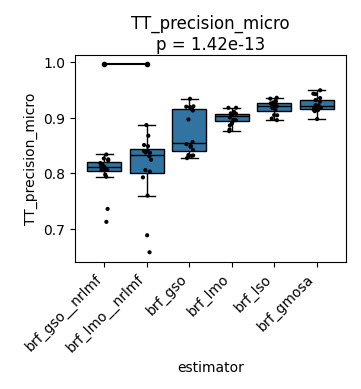 TT_precision_micro
p = 1.42e-13
1.0
0.9
0.8
0.7
TT_precision_micro
brf_gso__nrlmf
brf_lmo__nrlmf
brf_gso
brf_lmo
brf_lso
brf_gmosa
estimator